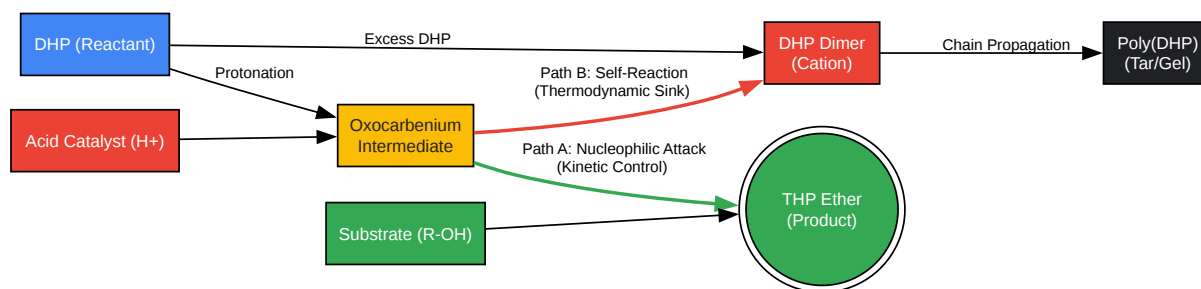 DHP (Reactant)
Excess DHP
DHP Dimer
(Cation)
Chain Propagation
Poly(DHP)
(Tar/Gel)
Protonation
Path B: Self-Reaction
(Thermodynamic Sink)
Acid Catalyst (H+)
Oxocarbenium
Intermediate
Path A: Nucleophilic Attack
(Kinetic Control)
THP Ether
(Product)
Substrate (R-OH)